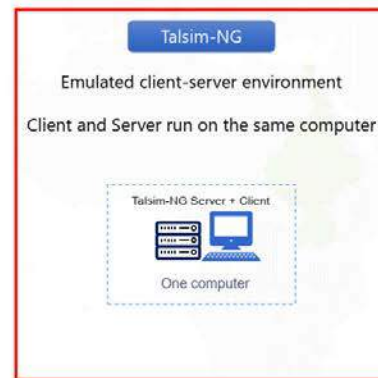 Talsim-NG
Emulated client-server environment
Client and Server run on the same computer
Talsim-NG Server + Client
One computer